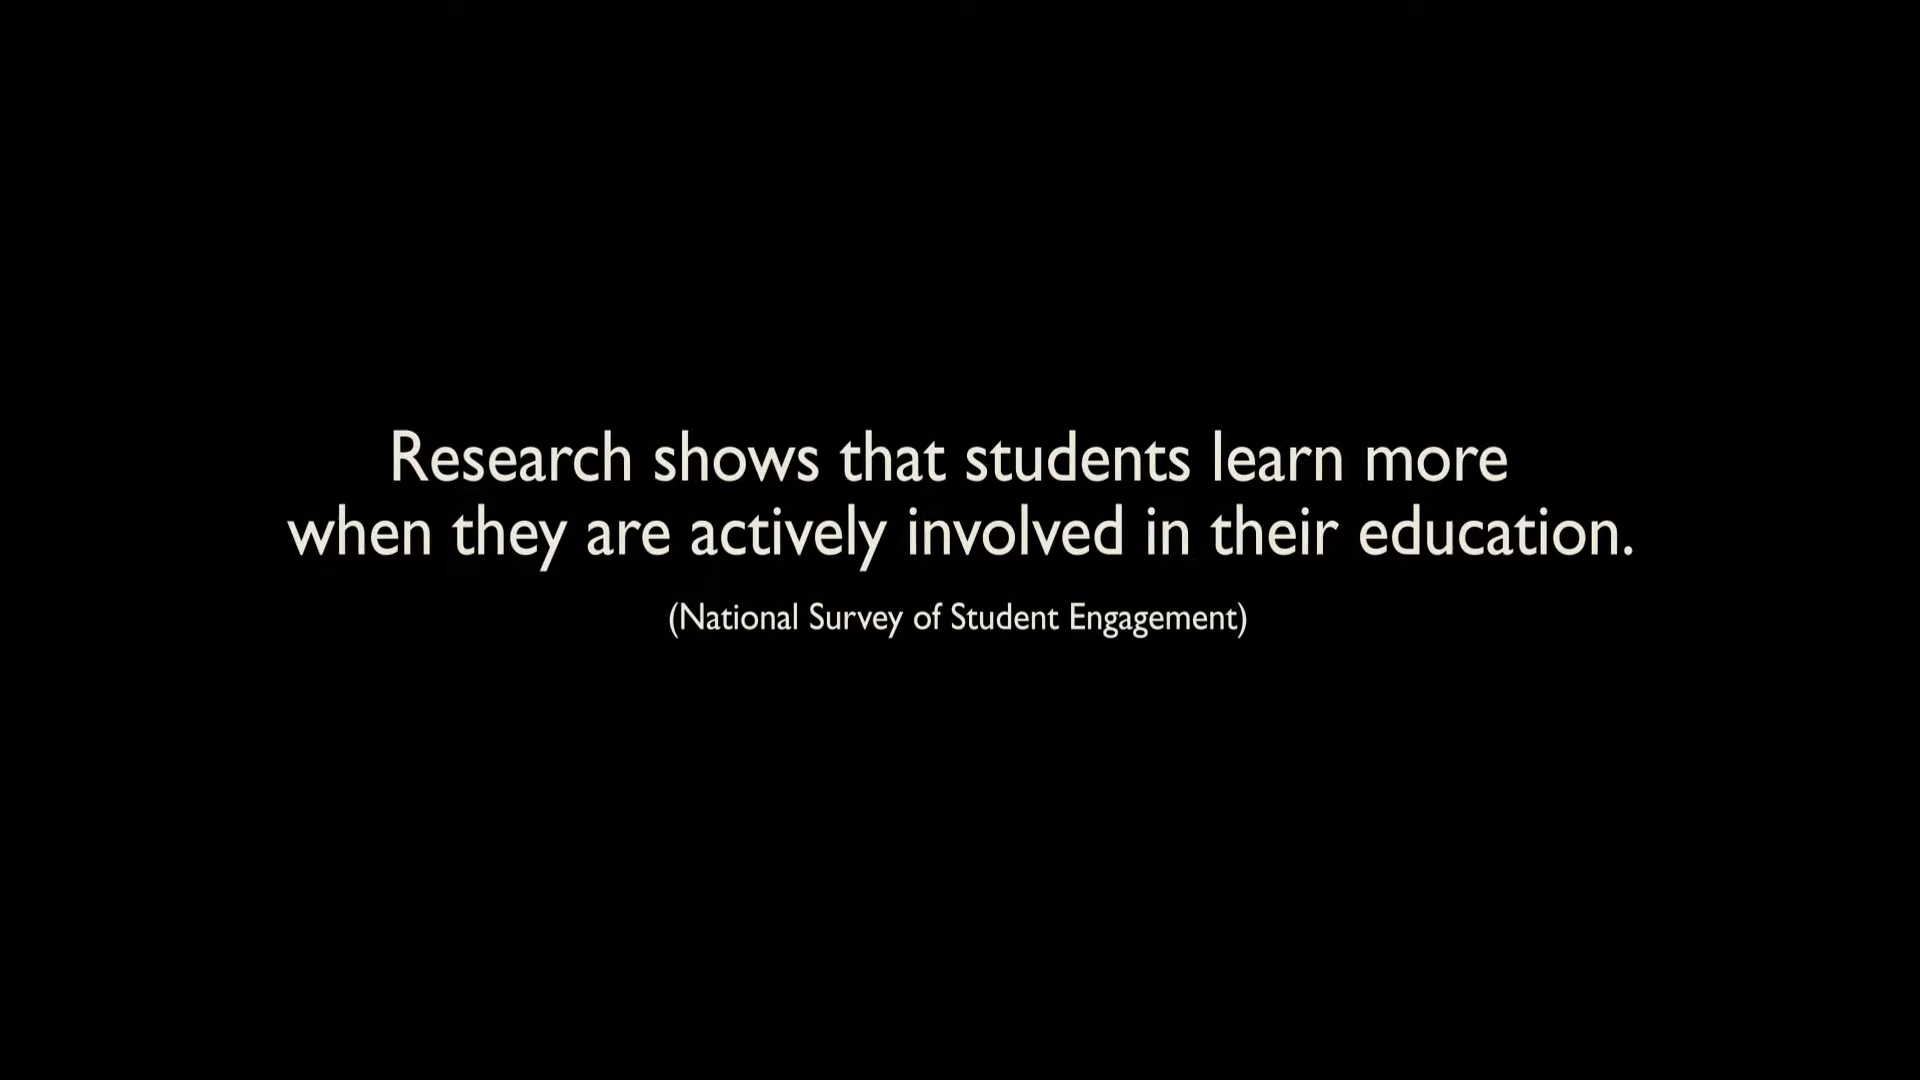 Research shows that students learn more
when they are actively involved in their education.
(National Survey of Student Engagement)